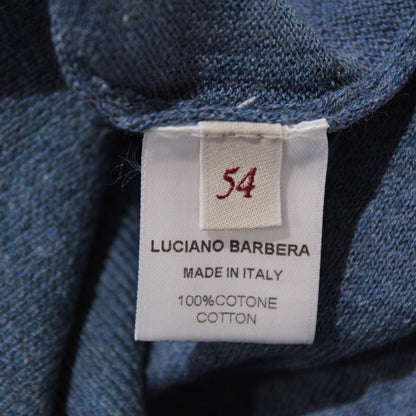 54
LUCIANO BARBERA
MADE IN ITALY
100%COTONE
COTTON